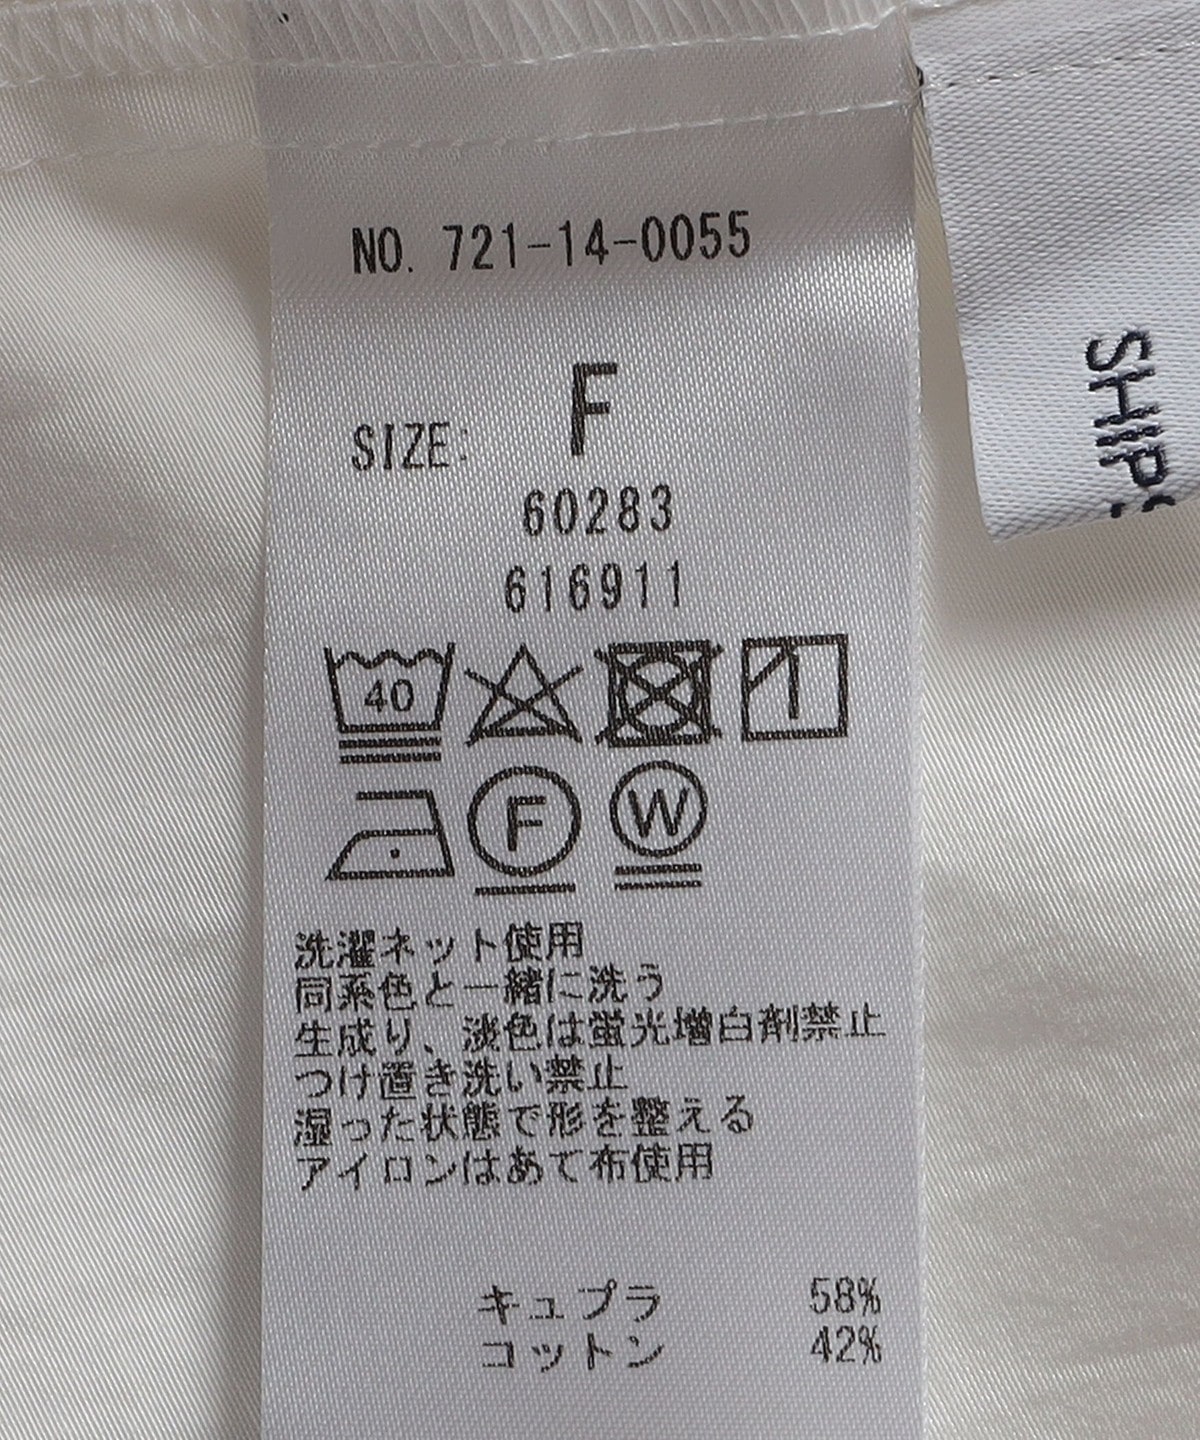 NO. 721-14-0055
SIZE: F
60283
616911
40
F
W
洗濯ネット使用
同系色と一緒に洗う
生成り、淡色は蛍光増白剤禁止
つけ置き洗い禁止
湿った状態で形を整える
アイロンはあて布使用
キュプラ 58%
コットン 42%
SHIPS